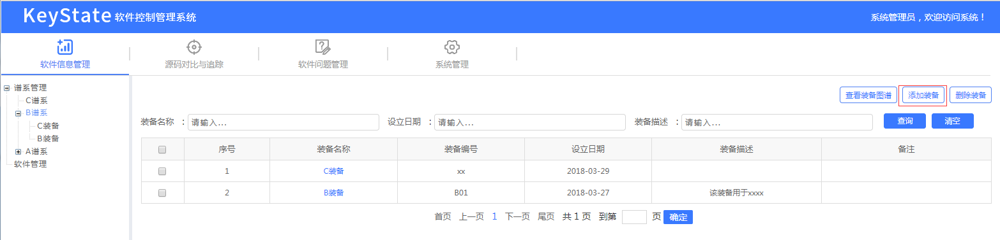 KeyState 软件控制管理系统 系统管理员，欢迎访问系统！
软件信息管理 源码对比与追踪 软件问题管理 系统管理
谱系管理
C谱系
B谱系
C装备
B装备
A谱系
软件管理
查看装备图谱 添加装备 删除装备
装备名称 : 请输入... 设立日期 : 请输入... 装备描述 : 请输入... 查询 清空
序号 装备名称 装备编号 设立日期 装备描述 备注
1 C装备 xx 2018-03-29
2 B装备 B01 2018-03-27 该装备用于xxxx
首页 上一页 1 下一页 尾页 共 1 页 到第 页 确定